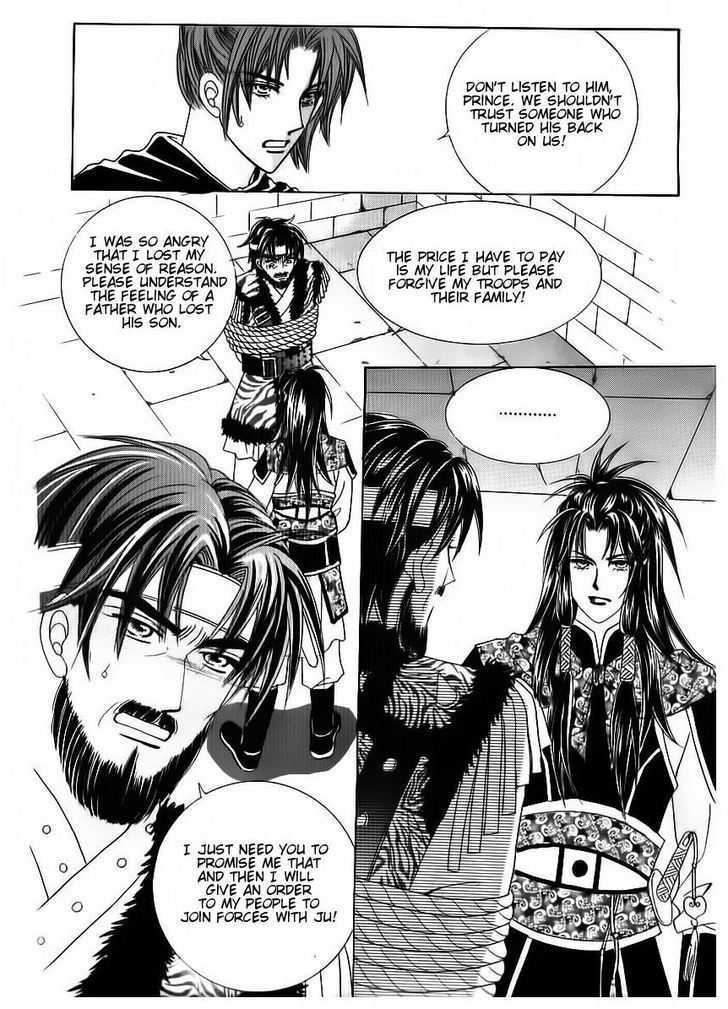 DON'T LISTEN TO HIM,
PRINCE. WE SHOULDN'T
TRUST SOMEONE WHO
TURNED HIS BACK
ON US!
I WAS SO ANGRY
THAT I LOST MY
SENSE OF REASON.
PLEASE UNDERSTAND
THE FEELING OF A
FATHER WHO LOST
HIS SON.
THE PRICE I HAVE TO PAY
IS MY LIFE BUT PLEASE
FORGIVE MY TROOPS AND
THEIR FAMILY!
............
I JUST NEED YOU TO
PROMISE ME THAT
AND THEN I WILL
GIVE AN ORDER
TO MY PEOPLE TO
JOIN FORCES WITH JU!